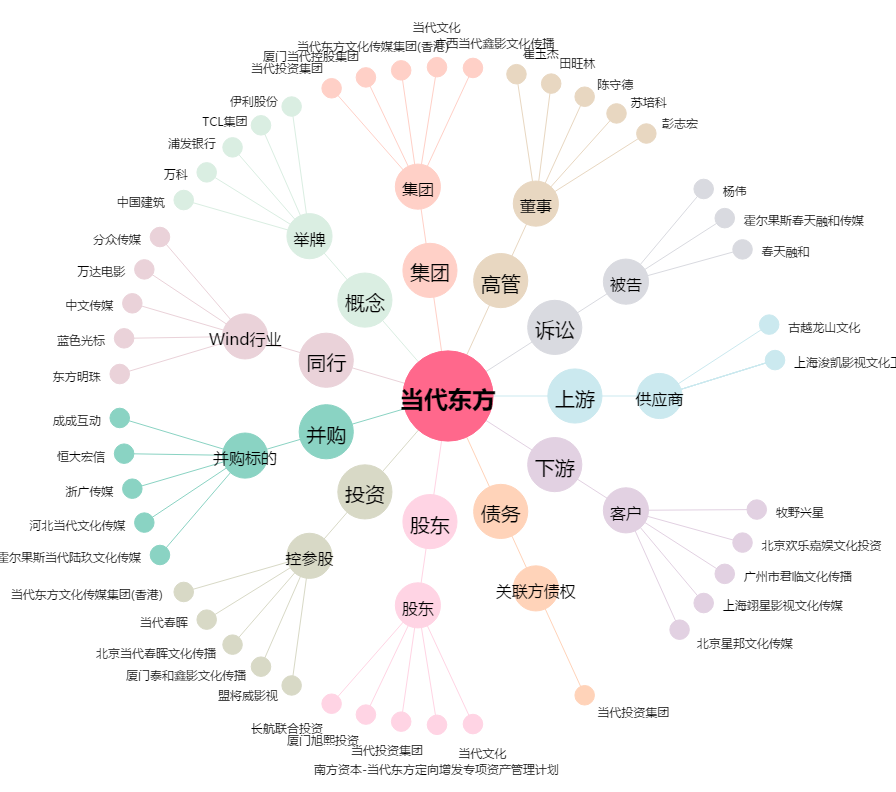 当代文化
当代东方文化传媒集团(香港)
广西当代鑫影文化传播
厦门当代控股集团
当代投资集团
崔玉杰
田旺林
陈守德
苏培科
彭志宏
伊利股份
TCL集团
浦发银行
万科
中国建筑
集团
董事
杨伟
霍尔果斯春天融和传媒
春天融和
举牌
分众传媒
万达电影
中文传媒
蓝色光标
东方明珠
集团
高管
被告
概念
诉讼
Wind行业
同行
古越龙山文化
上海浚凯影视文化工
当代东方
上游
供应商
成成互动
恒大宏信
浙广传媒
河北当代文化传媒
霍尔果斯当代陆玖文化传媒
并购
并购标的
下游
投资
股东
债务
客户
牧野兴星
北京欢乐嘉娱文化投资
广州市君临文化传播
上海翊星影视文化传媒
北京星邦文化传媒
控参股
关联方债权
股东
当代东方文化传媒集团(香港)
当代春晖
北京当代春晖文化传播
厦门泰和鑫影文化传播
盟将威影视
长航联合投资
厦门旭熙投资
当代投资集团
南方资本-当代东方定向增发专项资产管理计划
当代文化
当代投资集团